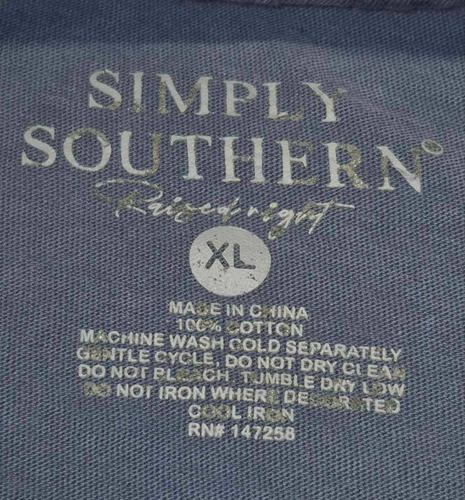 SIMPLY
SOUTHERN®
Raised right
XL
MADE IN CHINA
100% COTTON
MACHINE WASH COLD SEPARATELY
GENTLE CYCLE, DO NOT DRY CLEAN
DO NOT BLEACH, TUMBLE DRY LOW
DO NOT IRON WHERE DECORATED
COOL IRON
RN# 147258